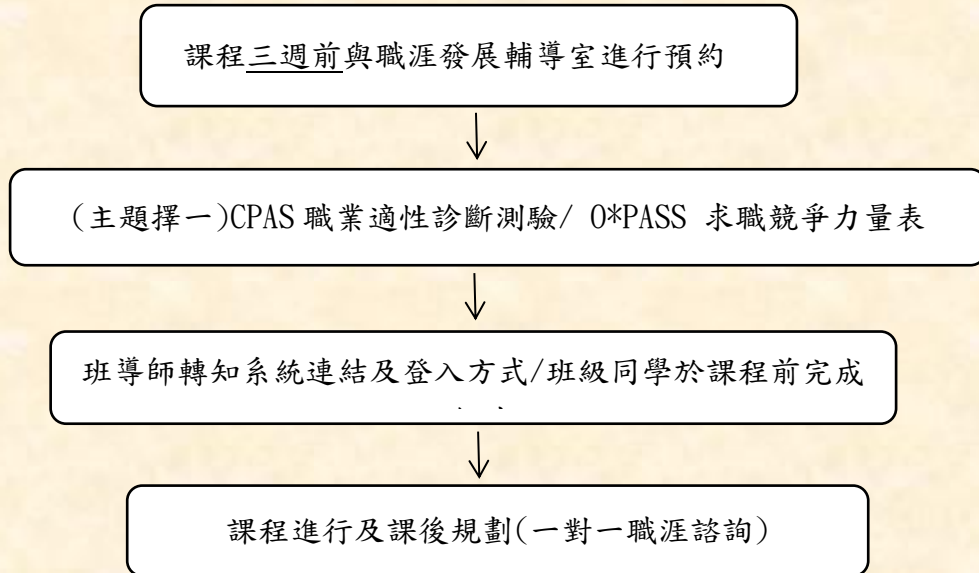 課程三週前與職涯發展輔導室進行預約
(主題擇一)CPAS 職業適性診斷測驗/ O*PASS 求職競爭力量表
班導師轉知系統連結及登入方式/班級同學於課程前完成
課程進行及課後規劃(一對一職涯諮詢)